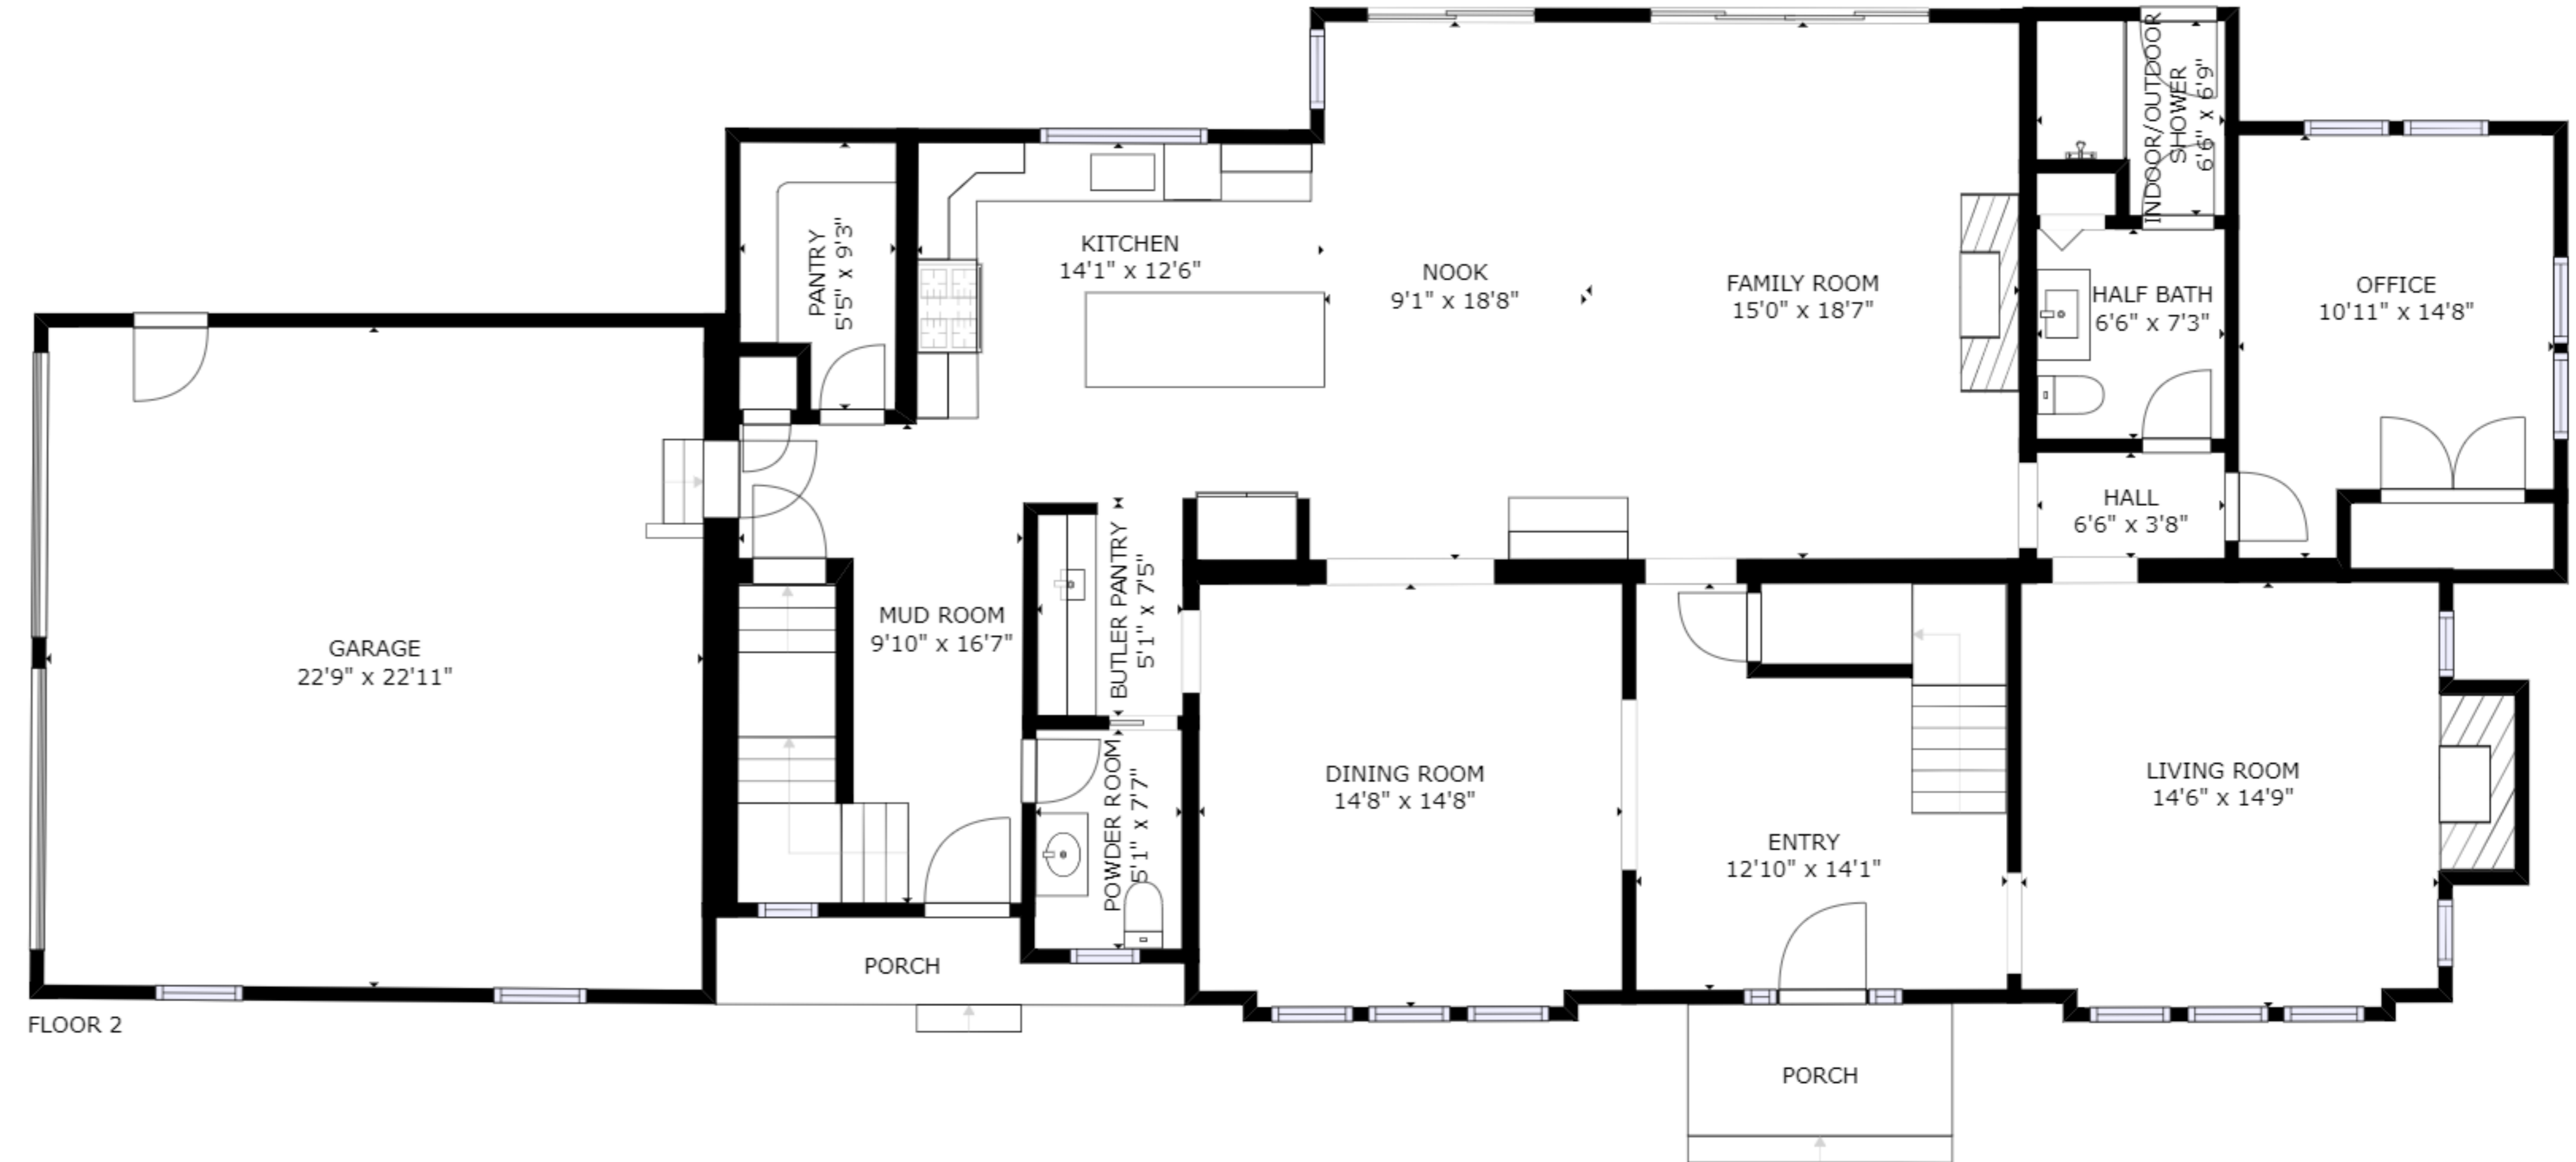 INDOOR/OUTDOOR
SHOWER
6'6" x 6'9"
PANTRY
5'5" x 9'3"
KITCHEN
14'1" x 12'6"
NOOK
9'1" x 18'8"
FAMILY ROOM
15'0" x 18'7"
HALF BATH
6'6" x 7'3"
OFFICE
10'11" x 14'8"
HALL
6'6" x 3'8"
GARAGE
22'9" x 22'11"
MUD ROOM
9'10" x 16'7"
BUTLER PANTRY
5'1" x 7'5"
POWDER ROOM
5'1" x 7'7"
DINING ROOM
14'8" x 14'8"
ENTRY
12'10" x 14'1"
LIVING ROOM
14'6" x 14'9"
PORCH
FLOOR 2
PORCH